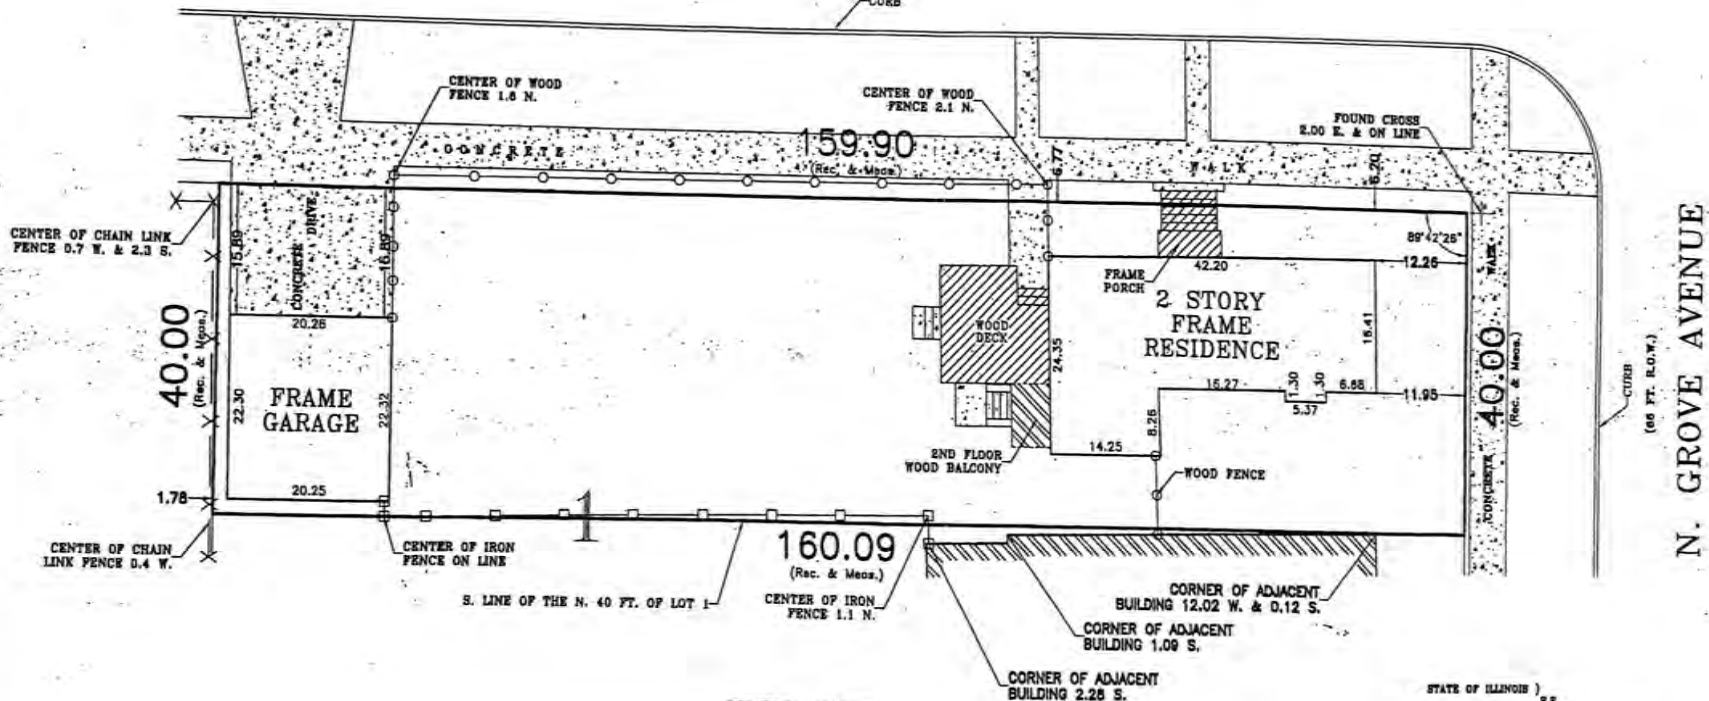 CURB
CENTER OF WOOD
FENCE 1.8 N.
CENTER OF WOOD
FENCE 2.1 N.
FOUND CROSS
2.00 E. & ON LINE
CONCRETE
159.90
(Rec. & Meas.)
6.77
WALK
6.20
CENTER OF CHAIN LINK
FENCE 0.7 W. & 2.3 S.
15.89
CONCRETE DRIVE
89°42'26"
FRAME
PORCH
42.20
12.26
WALK
20.26
40.00
(Rec. & Meas.)
22.30
FRAME
GARAGE
22.32
WOOD
DECK
24.35
2 STORY
FRAME
RESIDENCE
40.00
(Rec. & Meas.)
1.30
1.30
6.68
11.95
5.37
14.25
8.26
2ND FLOOR
WOOD BALCONY
WOOD FENCE
CONCRETE
CURB
(66 FT. R.O.W.)
N. GROVE AVENUE
1.78
20.25
1
CENTER OF CHAIN
LINK FENCE 0.4 W.
CENTER OF IRON
FENCE ON LINE
160.09
(Rec. & Meas.)
S. LINE OF THE N. 40 FT. OF LOT 1
CENTER OF IRON
FENCE 1.1 N.
CORNER OF ADJACENT
BUILDING 12.02 W. & 0.12 S.
CORNER OF ADJACENT
BUILDING 1.09 S.
CORNER OF ADJACENT
BUILDING 2.28 S.
STATE OF ILLINOIS )